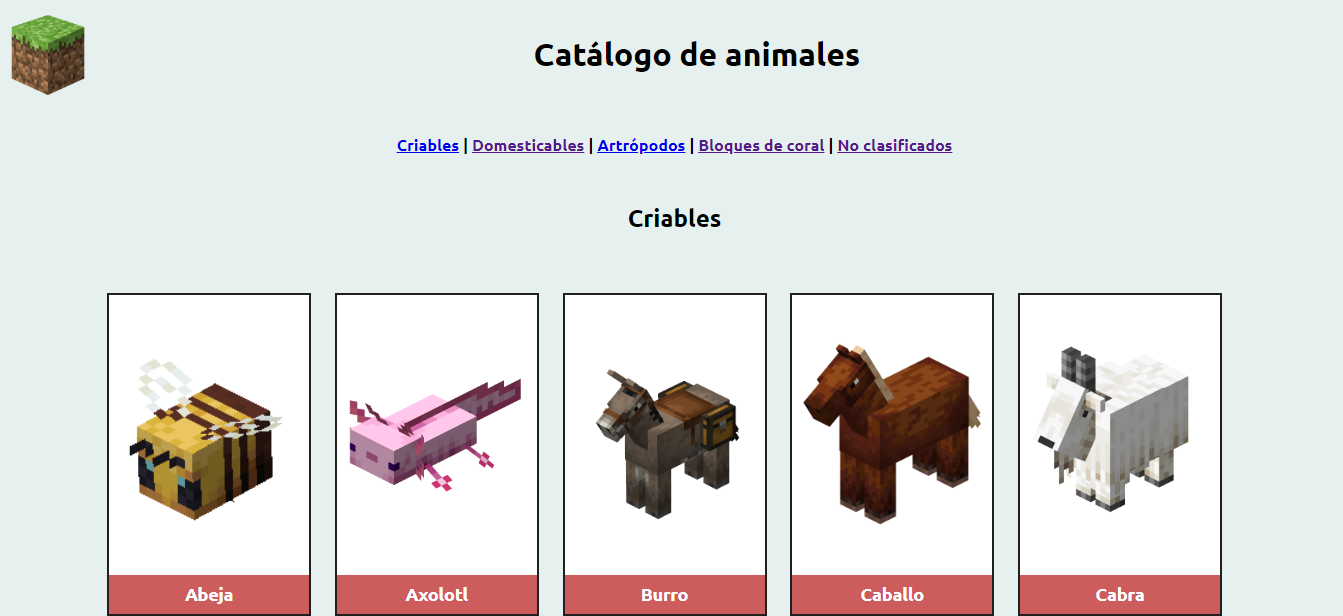 Catálogo de animales
Criables | Domesticables | Artrópodos | Bloques de coral | No clasificados
Criables
Abeja
Axolotl
Burro
Caballo
Cabra